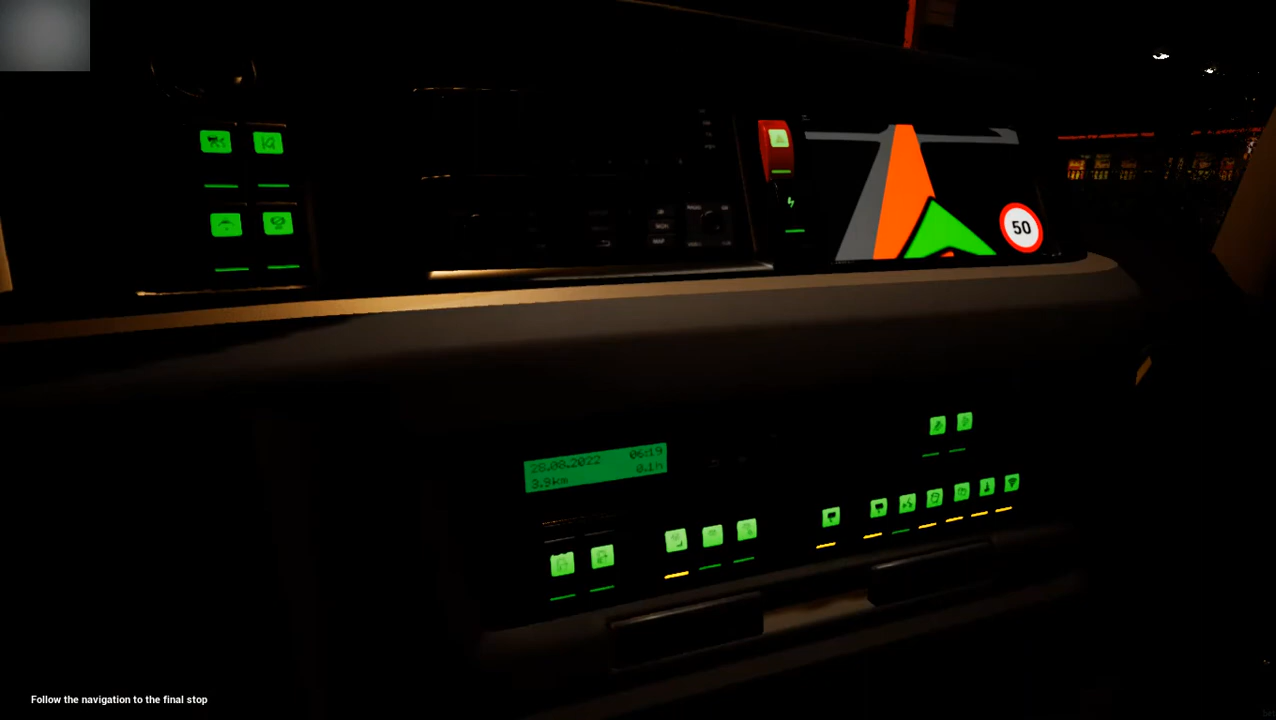 50
28.08.2022 06:19
3.9km 0.1h
Follow the navigation to the final stop